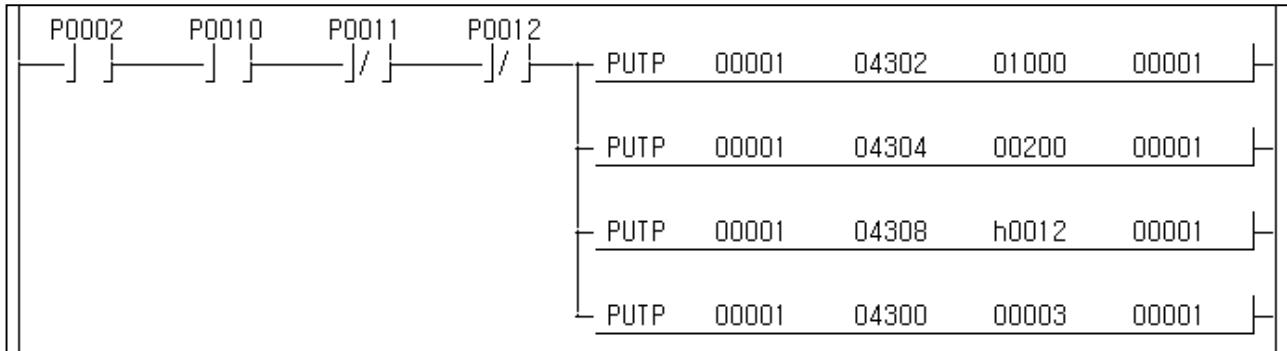 P0002 P0010 P0011 P0012
PUTP 00001 04302 01000 00001
PUTP 00001 04304 00200 00001
PUTP 00001 04308 h0012 00001
PUTP 00001 04300 00003 00001